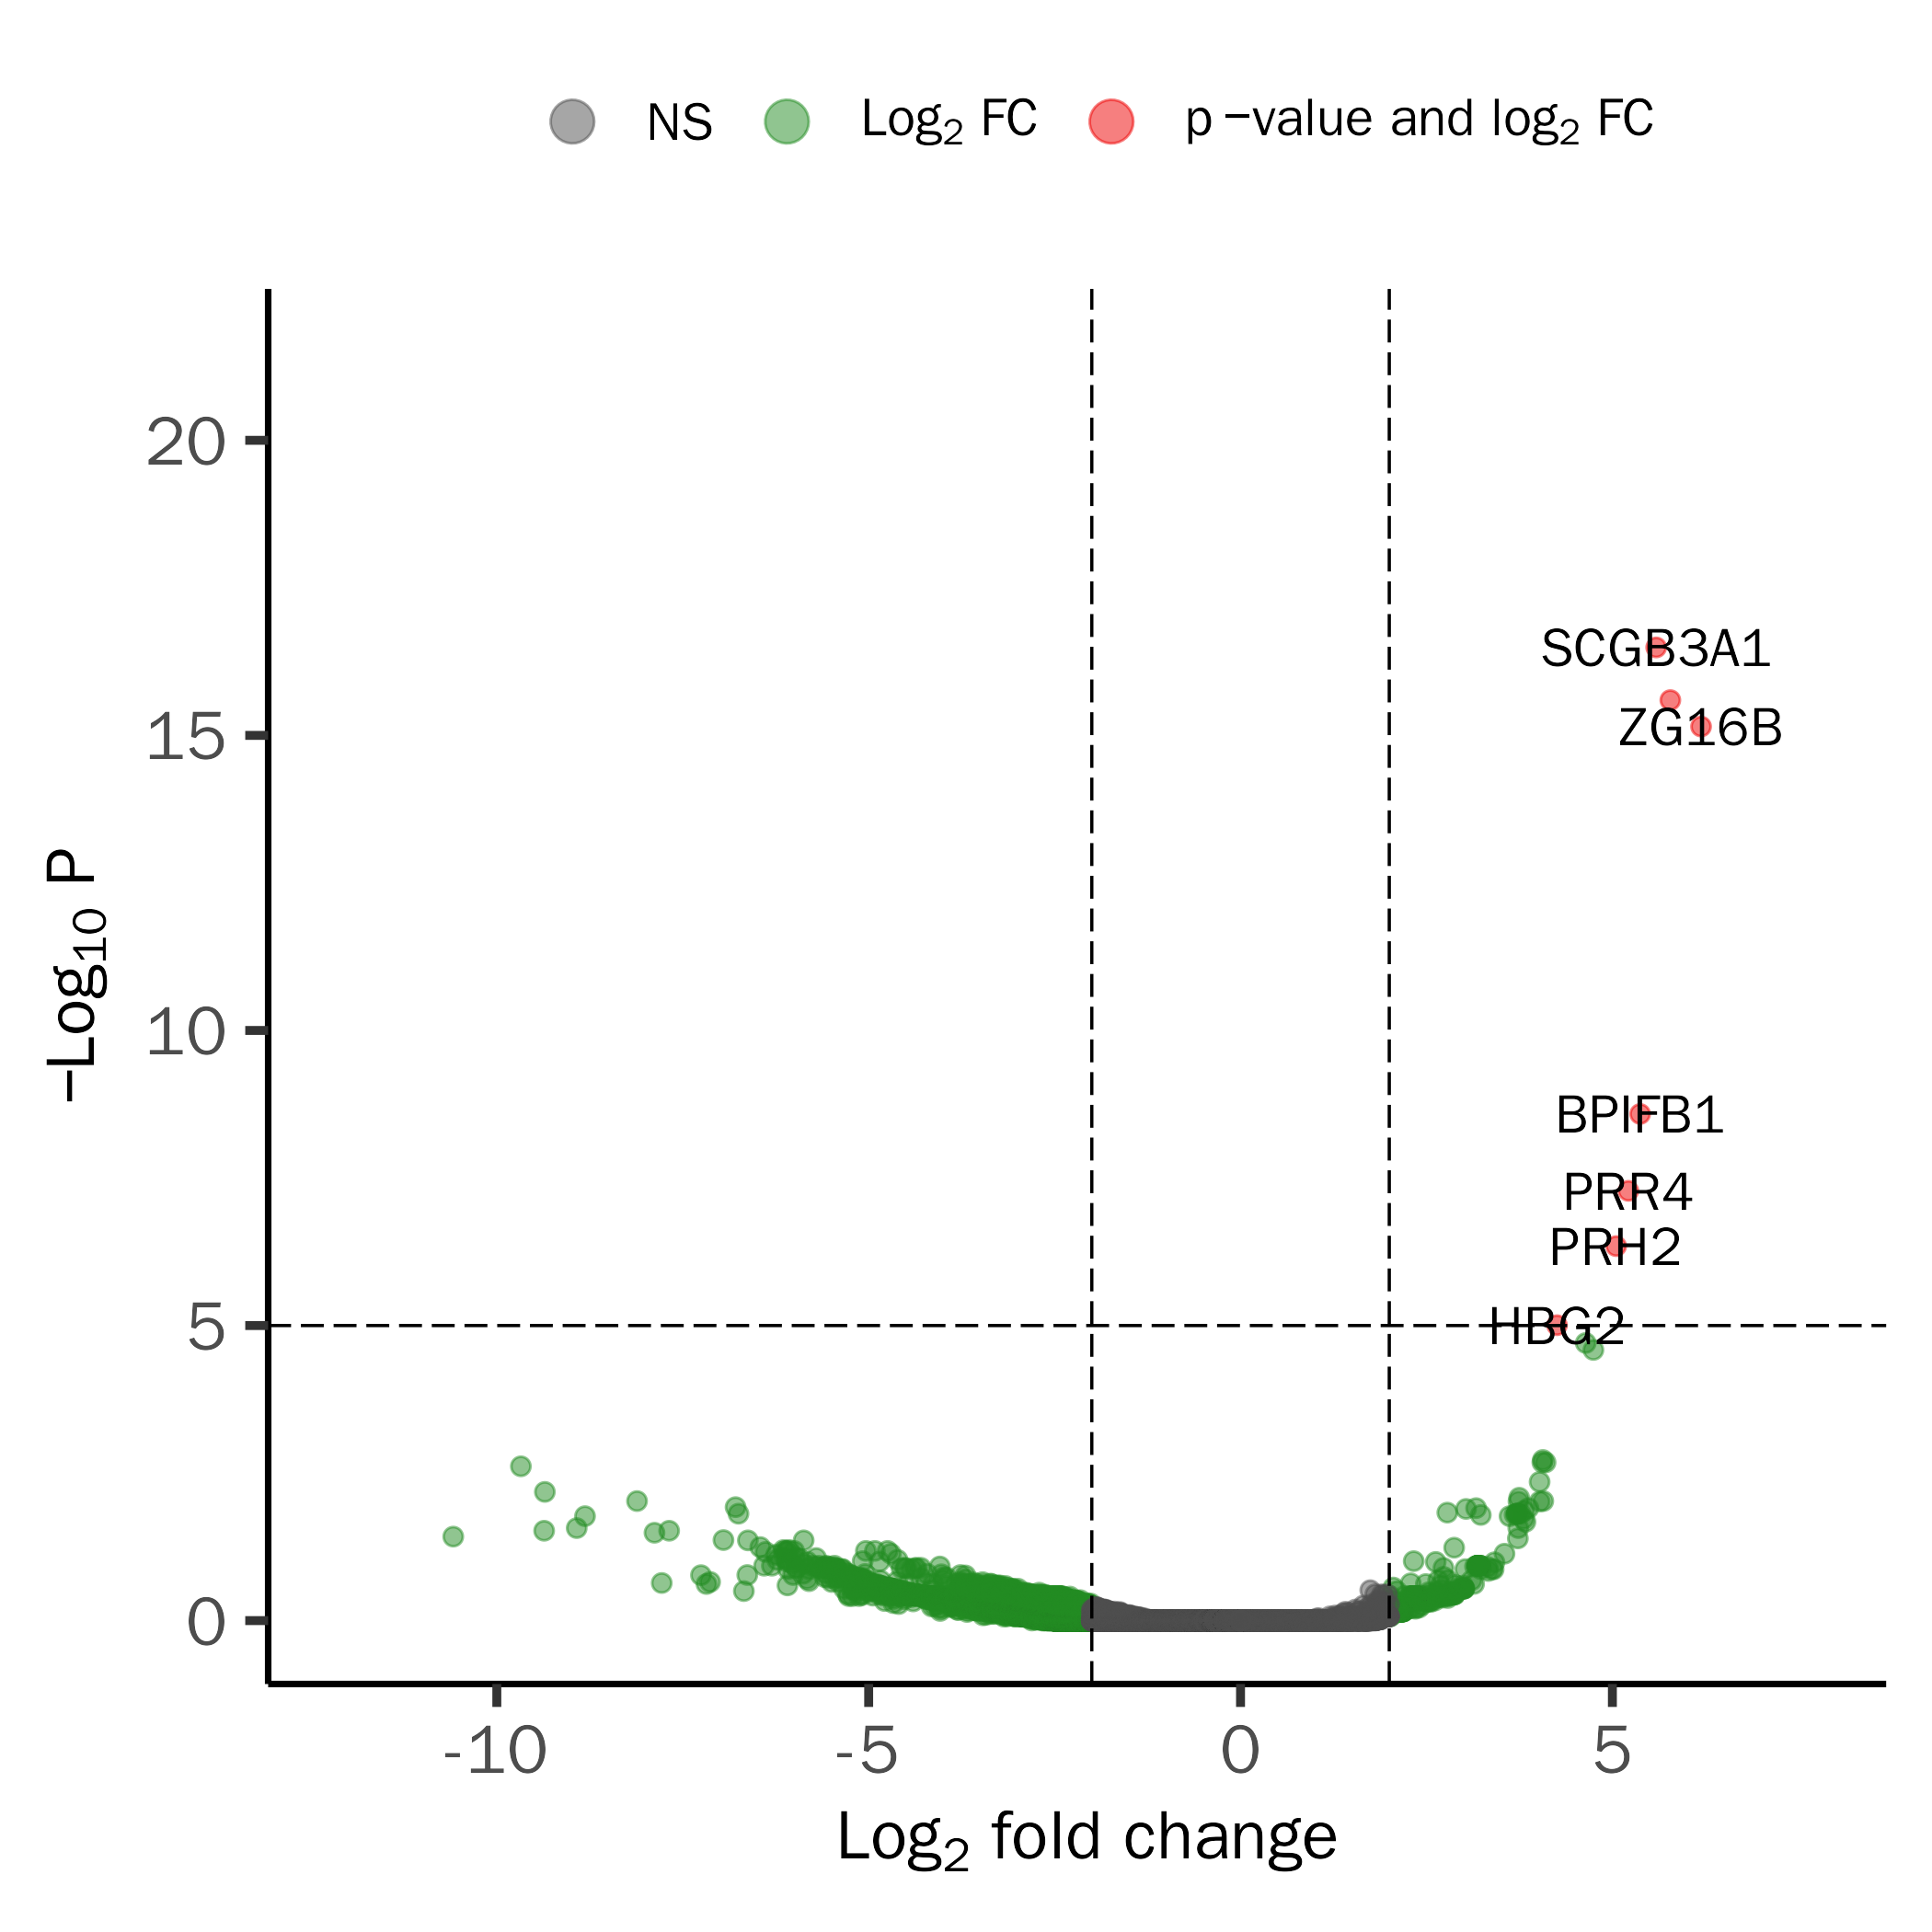 NS Log₂ FC p −value and log₂ FC
−Log₁₀ P
20
15
10
5
0
SCGB3A1
ZG16B
BPIFB1
PRR4
PRH2
HBG2
-10 -5 0 5
Log₂ fold change